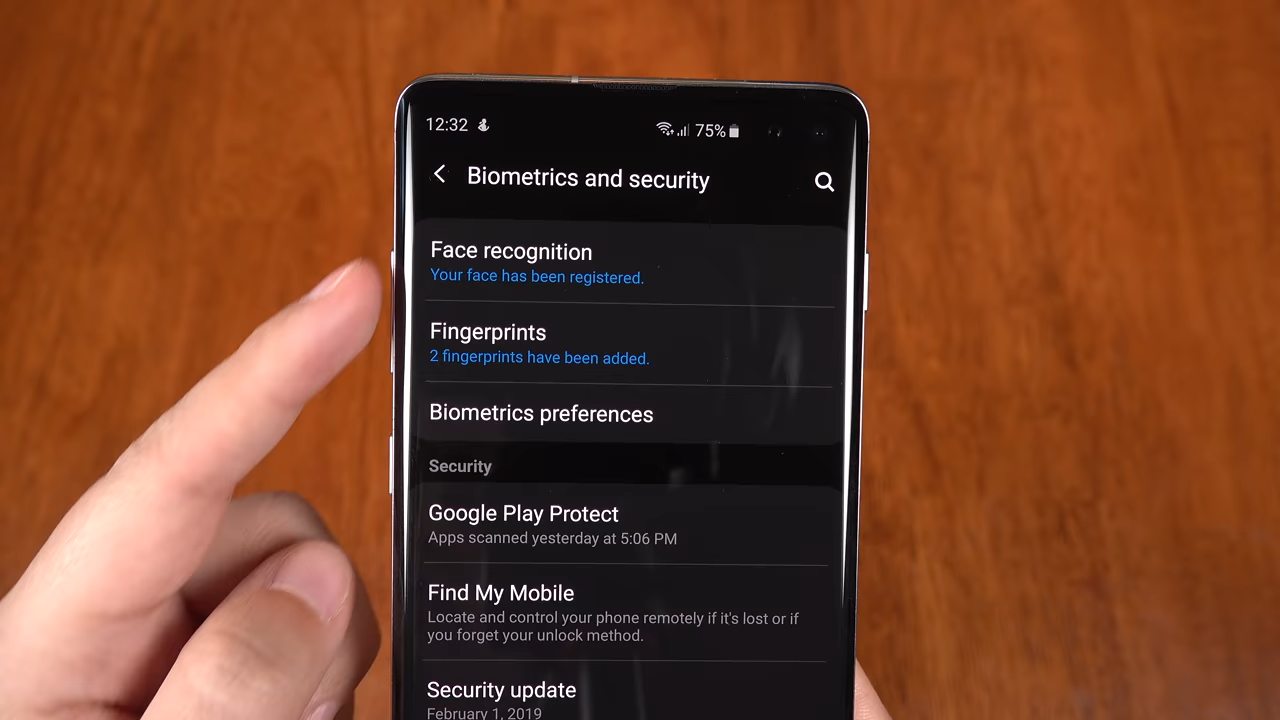 12:32 75%
Biometrics and security
Face recognition
Your face has been registered.
Fingerprints
2 fingerprints have been added.
Biometrics preferences
Security
Google Play Protect
Apps scanned yesterday at 5:06 PM
Find My Mobile
Locate and control your phone remotely if it's lost or if
you forget your unlock method.
Security update
February 1, 2019